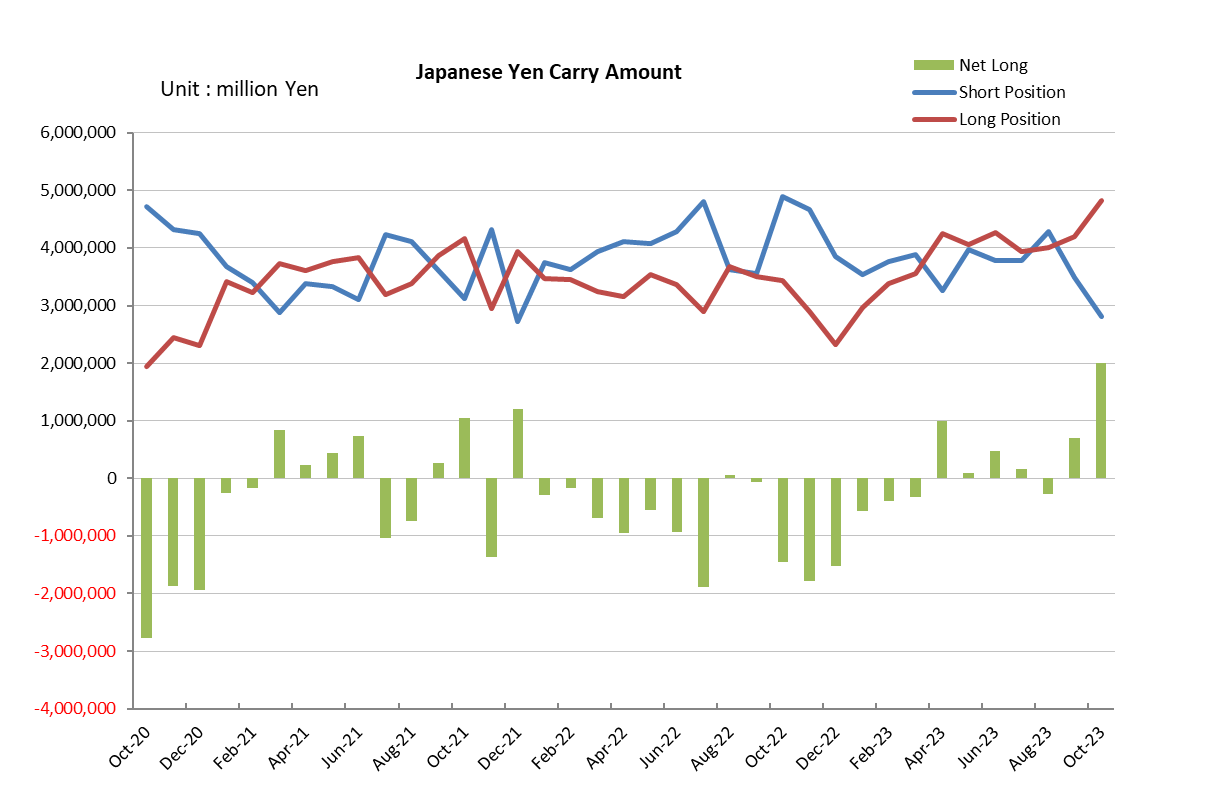 Japanese Yen Carry Amount
Unit : million Yen
Net Long
Short Position
Long Position
6,000,000
5,000,000
4,000,000
3,000,000
2,000,000
1,000,000
0
-1,000,000
-2,000,000
-3,000,000
-4,000,000
Oct-20
Dec-20
Feb-21
Apr-21
Jun-21
Aug-21
Oct-21
Dec-21
Feb-22
Apr-22
Jun-22
Aug-22
Oct-22
Dec-22
Feb-23
Apr-23
Jun-23
Aug-23
Oct-23